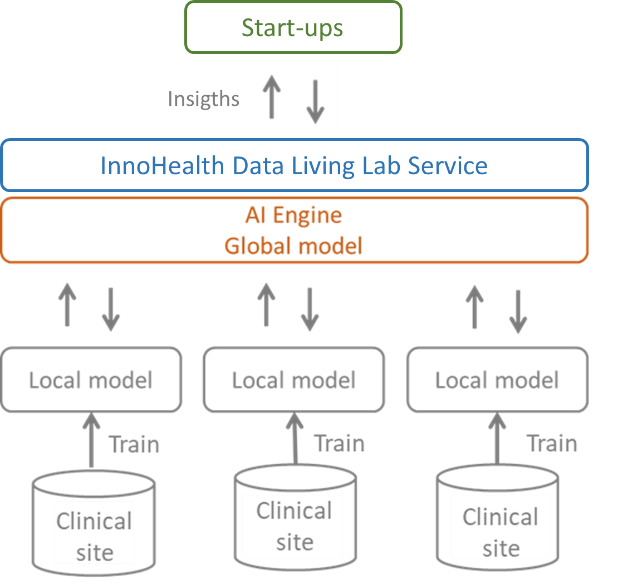 Start-ups
Insigths
InnoHealth Data Living Lab Service
AI Engine
Global model
Local model
Local model
Local model
Train
Train
Train
Clinical
site
Clinical
site
Clinical
site